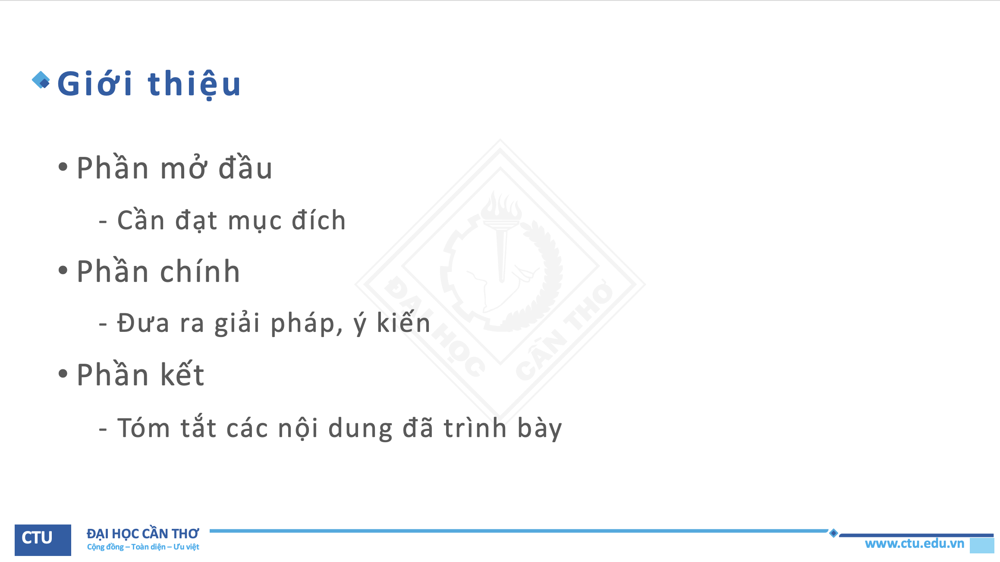 Giới thiệu
• Phần mở đầu
- Cần đạt mục đích
• Phần chính
- Đưa ra giải pháp, ý kiến
• Phần kết
- Tóm tắt các nội dung đã trình bày
ĐẠI HỌC CẦN THƠ
CTU
ĐẠI HỌC CẦN THƠ
Cộng đồng – Toàn diện – Ưu việt
www.ctu.edu.vn